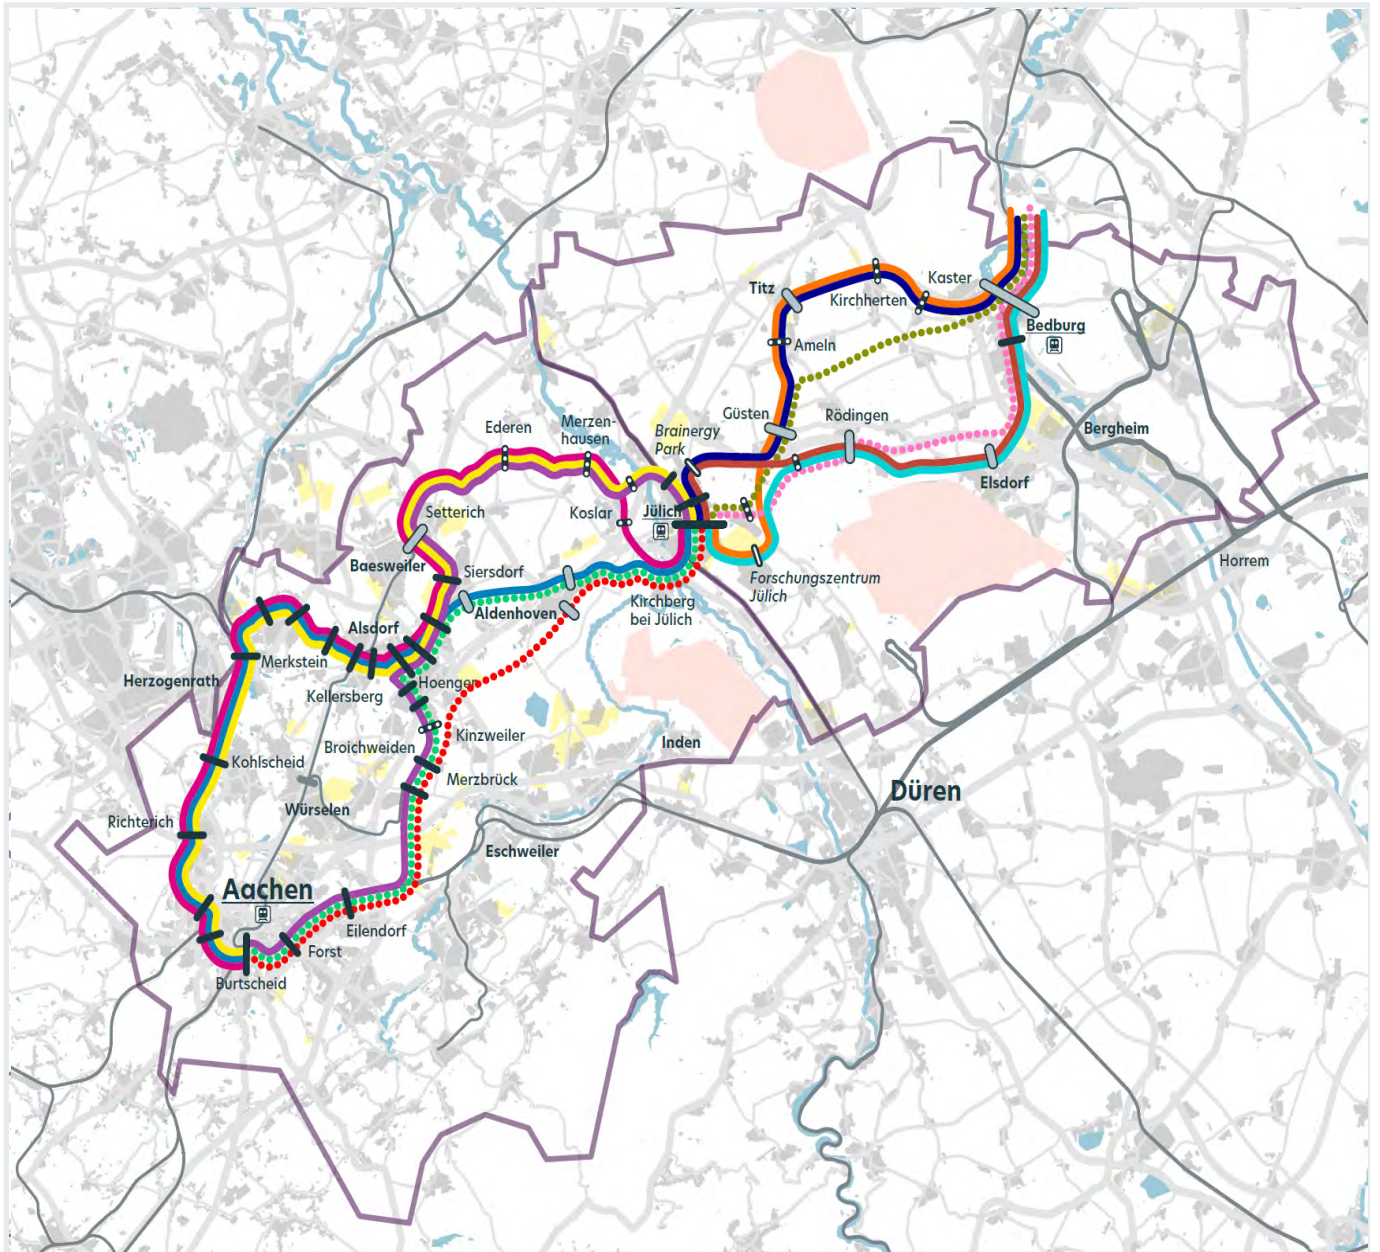 Kaster
Titz
Kirchherten
Bedburg
Ameln
Güsten
Rödingen
Merzen-
hausen
Ederen
Brainergy
Park
Bergheim
Elsdorf
Setterich
Koslar
Jülich
Baesweiler
Siersdorf
Forschungszentrum
Jülich
Horrem
Aldenhoven
Kirchberg
bei Jülich
Alsdorf
Merkstein
Herzogenrath
Hoengen
Kellersberg
Kinzweiler
Broichweiden
Inden
Kohlscheid
Merzbrück
Düren
Würselen
Richterich
Eschweiler
Aachen
Eilendorf
Forst
Burtscheid